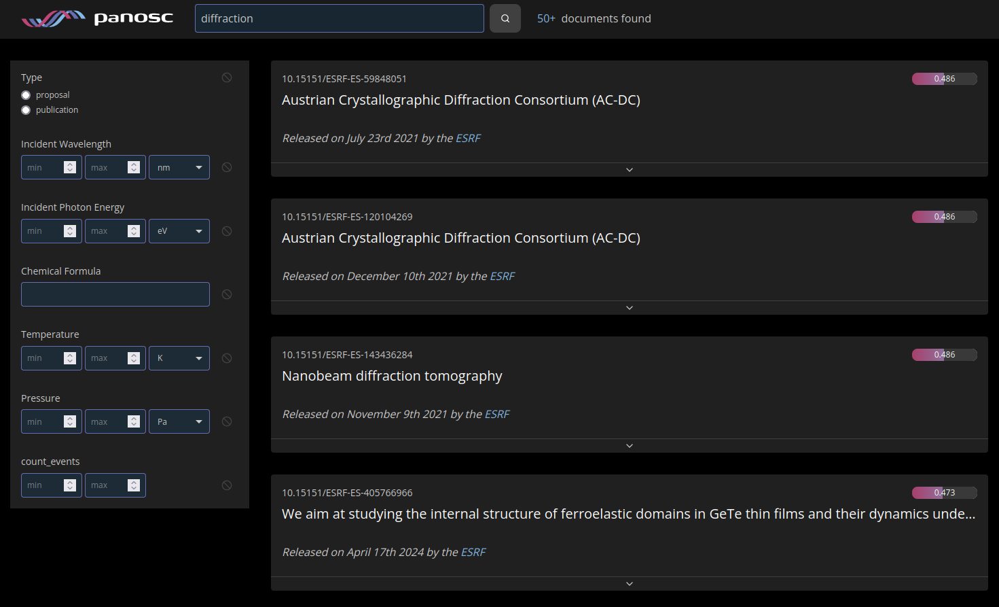 panosc
diffraction
50+ documents found
Type
proposal
publication
Incident Wavelength
min max nm
Incident Photon Energy
min max eV
Chemical Formula
Temperature
min max K
Pressure
min max Pa
count_events
min max
10.15151/ESRF-ES-59848051
0.486
Austrian Crystallographic Diffraction Consortium (AC-DC)
Released on July 23rd 2021 by the ESRF
10.15151/ESRF-ES-120104269
0.486
Austrian Crystallographic Diffraction Consortium (AC-DC)
Released on December 10th 2021 by the ESRF
10.15151/ESRF-ES-143436284
0.486
Nanobeam diffraction tomography
Released on November 9th 2021 by the ESRF
10.15151/ESRF-ES-405766966
0.473
We aim at studying the internal structure of ferroelastic domains in GeTe thin films and their dynamics unde...
Released on April 17th 2024 by the ESRF